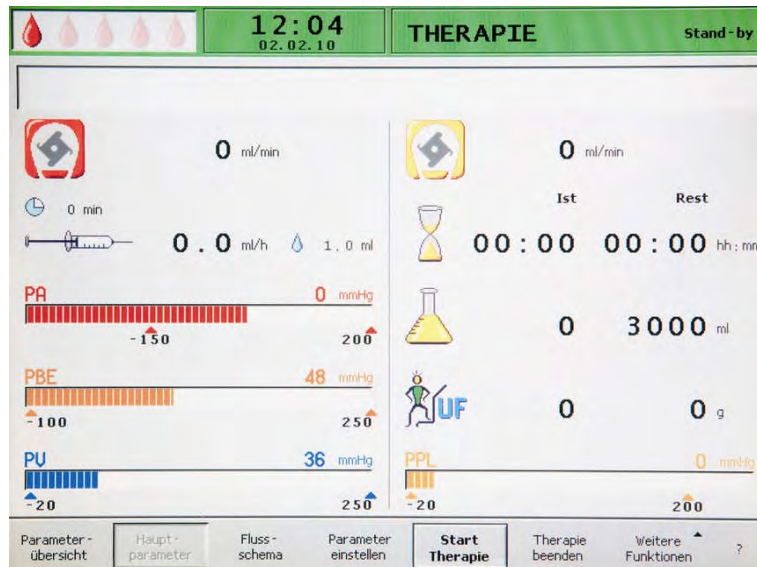 12:04
02.02.10
THERAPIE
Stand-by
0 ml/min
0 min
0.0 ml/h 1.0 ml
PA 0 mmHg
-150 200
PBE 48 mmHg
-100 250
PV 36 mmHg
-20 250
0 ml/min
Ist Rest
00:00 00:00 hh:mm
0 3000 ml
UF 0 0 g
PPL 0 mmHg
-20 200
Parameter-
übersicht
Haupt-
parameter
Fluss-
schema
Parameter
einstellen
Start
Therapie
Therapie
beenden
Weitere
Funktionen
?